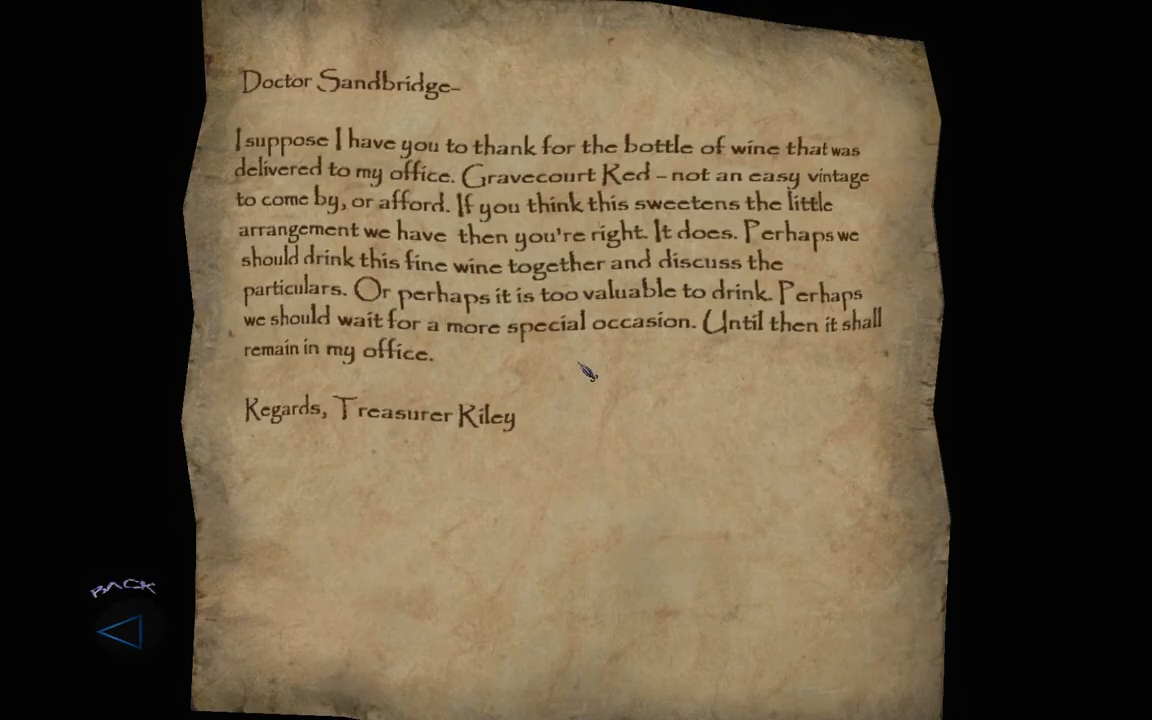 Doctor Sandbridge-
I suppose I have you to thank for the bottle of wine that was
delivered to my office. Gravecourt Red - not an easy vintage
to come by, or afford. If you think this sweetens the little
arrangement we have then you're right. It does. Perhaps we
should drink this fine wine together and discuss the
particulars. Or perhaps it is too valuable to drink. Perhaps
we should wait for a more special occasion. Until then it shall
remain in my office.
Regards, Treasurer Riley
BACK